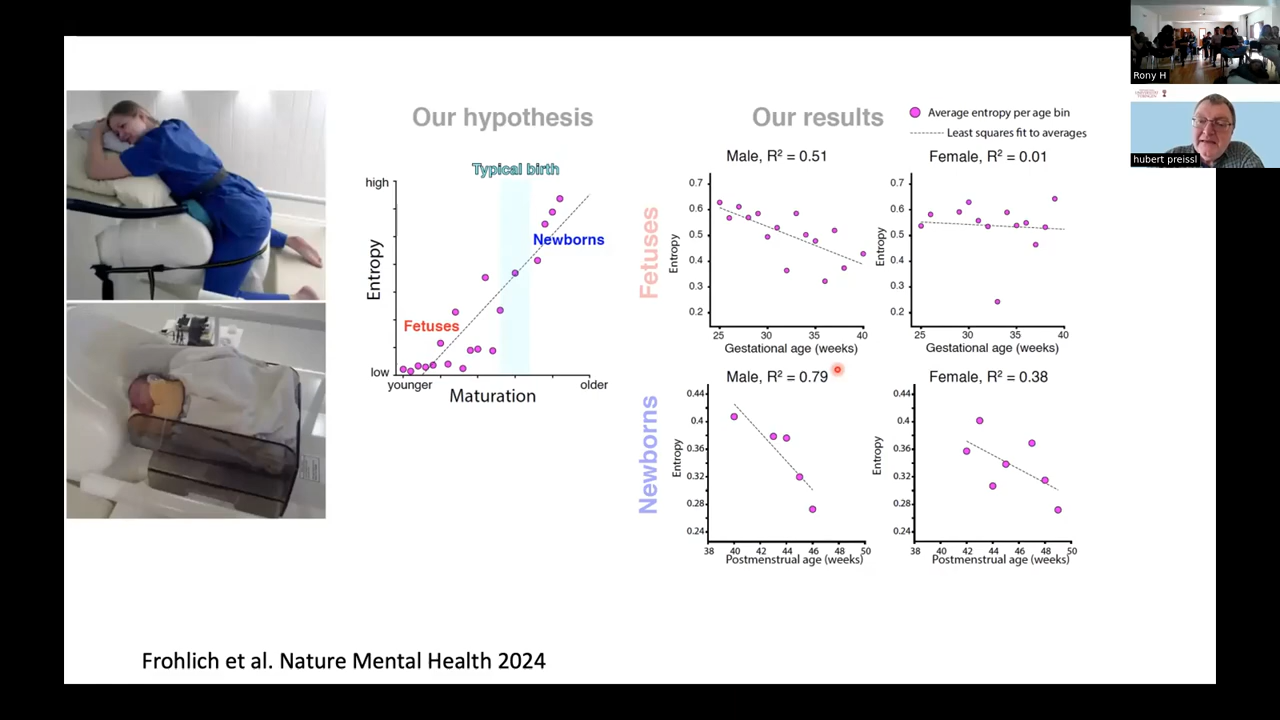 Our hypothesis
Typical birth
high
Entropy
Newborns
Fetuses
low
younger
older
Maturation
Our results
Average entropy per age bin
Least squares fit to averages
Fetuses
Male, R² = 0.51
Entropy
0.7
0.6
0.5
0.4
0.3
0.2
25 30 35 40
Gestational age (weeks)
Female, R² = 0.01
Entropy
0.7
0.6
0.5
0.4
0.3
0.2
25 30 35 40
Gestational age (weeks)
Newborns
Male, R² = 0.79
Entropy
0.44
0.4
0.36
0.32
0.28
0.24
38 40 42 44 46 48 50
Postmenstrual age (weeks)
Female, R² = 0.38
Entropy
0.44
0.4
0.36
0.32
0.28
0.24
38 40 42 44 46 48 50
Postmenstrual age (weeks)
Frohlich et al. Nature Mental Health 2024
Rony H
hubert preissl